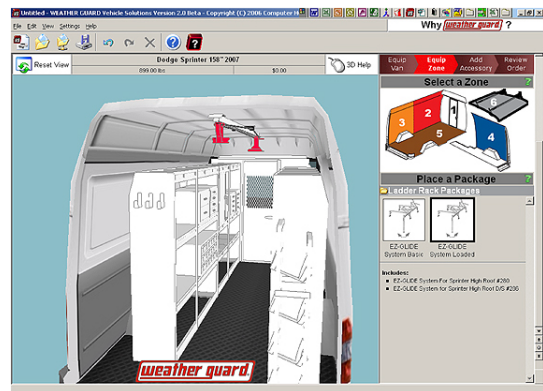 Untitled - WEATHER GUARD Vehicle Solutions Version 2.0 Beta - Copyright (C) 2006 Computer
File Edit View Settings Help
Why weather guard ?
Reset View
Dodge Sprinter 158" 2007
899.00 lbs $0.00
3D Help
Equip Van
Equip Zone
Add Accessory
Review Order
Select a Zone ?
1
2
3
4
5
6
Place a Package ?
Ladder Rack Packages
EZ-GLIDE System Basic
EZ-GLIDE System Loaded
Includes:
EZ-GLIDE System For Sprinter High Roof #280
EZ-GLIDE System for Sprinter High Roof D/S #286
weather guard